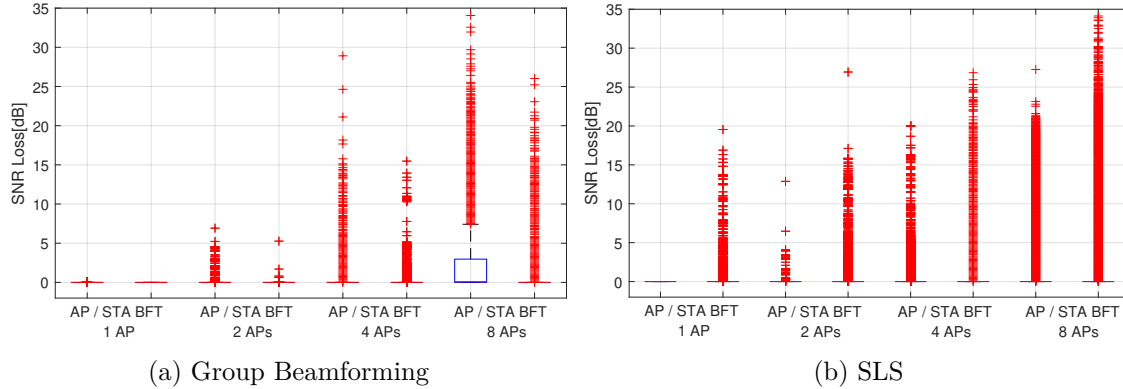 35
30
25
20
15
10
5
0
SNR Loss[dB]
AP / STA BFT AP / STA BFT AP / STA BFT AP / STA BFT
1 AP 2 APs 4 APs 8 APs
(a) Group Beamforming
35
30
25
20
15
10
5
0
SNR Loss[dB]
AP / STA BFT AP / STA BFT AP / STA BFT AP / STA BFT
1 AP 2 APs 4 APs 8 APs
(b) SLS